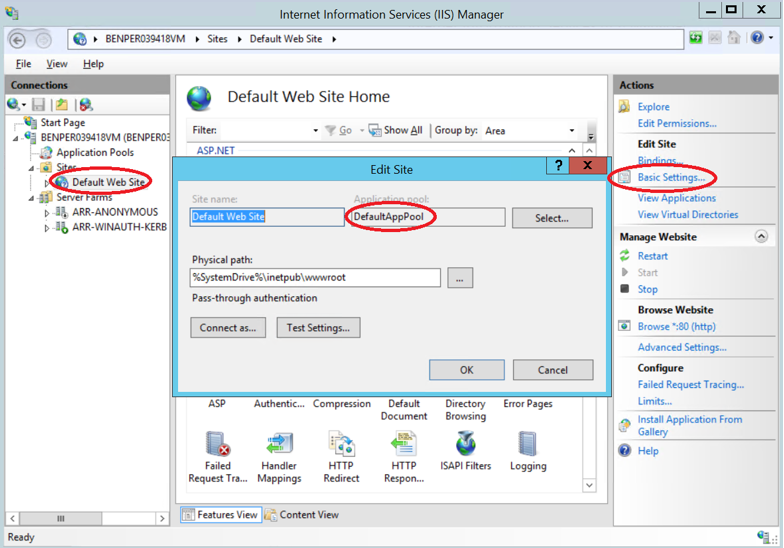 Internet Information Services (IIS) Manager
BENPER039418VM
Sites
Default Web Site
File
View
Help
Connections
Start Page
BENPER039418VM (BENPER03
Application Pools
Sites
Default Web Site
Server Farms
ARR-ANONYMOUS
ARR-WINAUTH-KERB
Default Web Site Home
Filter:
Go
Show All
Group by:
Area
ASP.NET
Edit Site
?
X
Site name:
Application pool:
Default Web Site
DefaultAppPool
Select...
Physical path:
%SystemDrive%\inetpub\wwwroot
...
Pass-through authentication
Connect as...
Test Settings...
OK
Cancel
ASP
Authentic...
Compression
Default
Document
Directory
Browsing
Error Pages
Failed
Request Tra...
Handler
Mappings
HTTP
Redirect
HTTP
Respon...
ISAPI Filters
Logging
Features View
Content View
Actions
Explore
Edit Permissions...
Edit Site
Bindings...
Basic Settings...
View Applications
View Virtual Directories
Manage Website
Restart
Start
Stop
Browse Website
Browse *:80 (http)
Advanced Settings...
Configure
Failed Request Tracing...
Limits...
Install Application From
Gallery
Help
Ready